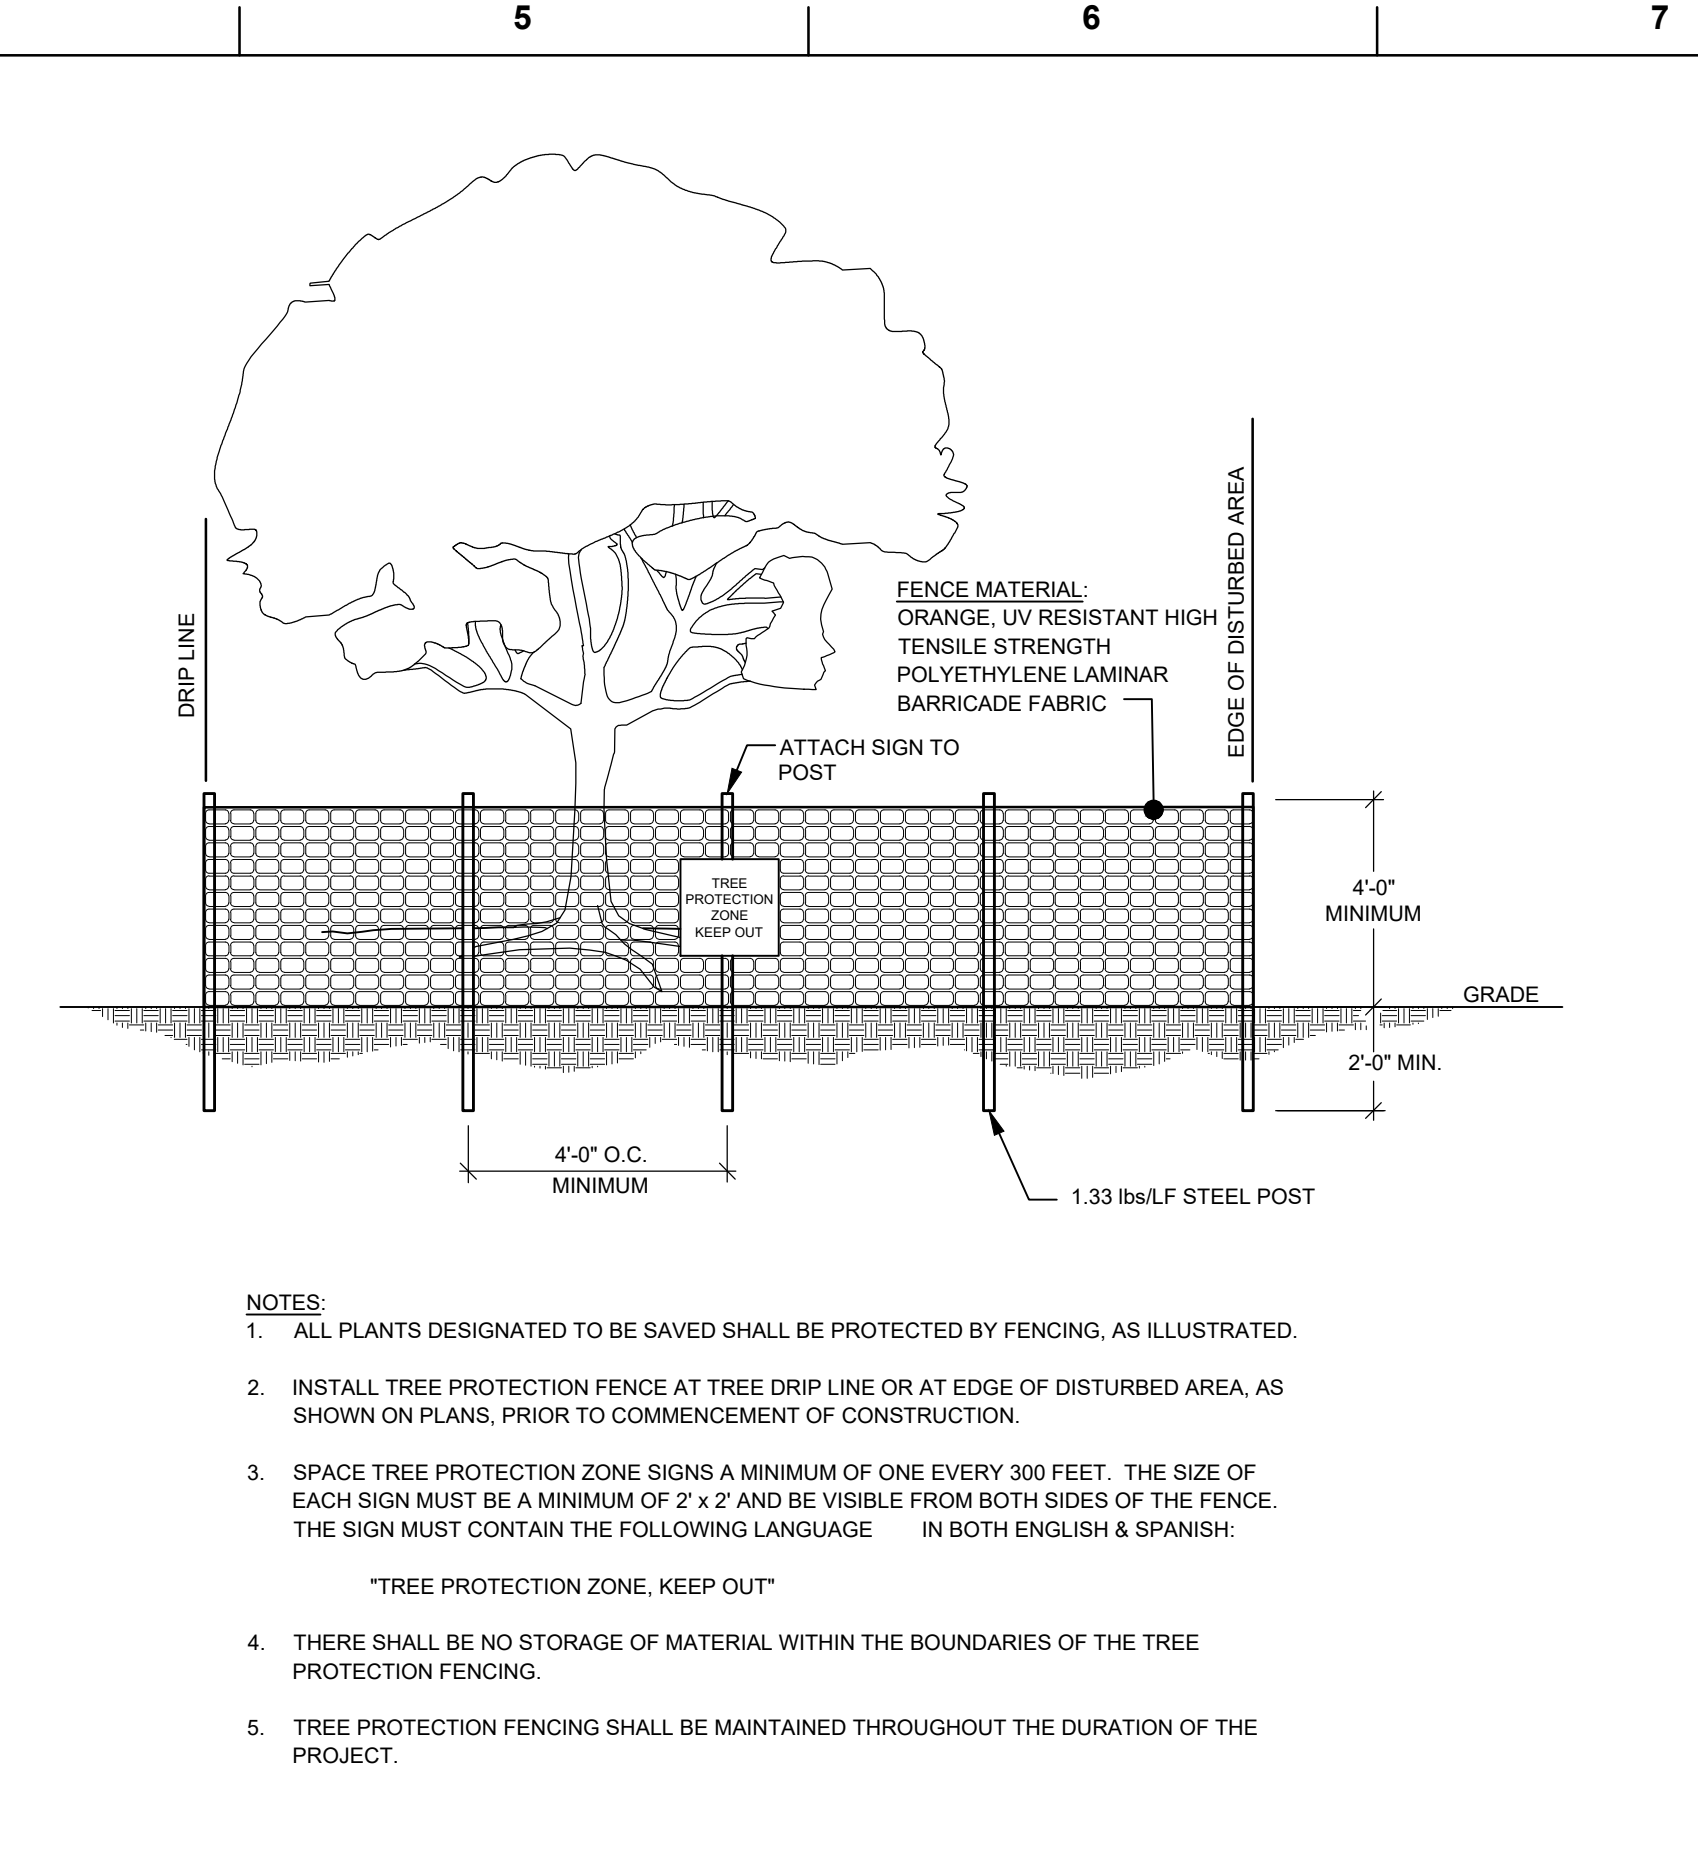 5 6 7
DRIP LINE
EDGE OF DISTURBED AREA
FENCE MATERIAL:
ORANGE, UV RESISTANT HIGH
TENSILE STRENGTH
POLYETHYLENE LAMINAR
BARRICADE FABRIC
ATTACH SIGN TO
POST
TREE
PROTECTION
ZONE
KEEP OUT
4'-0"
MINIMUM
GRADE
2'-0" MIN.
4'-0" O.C.
MINIMUM
1.33 lbs/LF STEEL POST
NOTES:
1. ALL PLANTS DESIGNATED TO BE SAVED SHALL BE PROTECTED BY FENCING, AS ILLUSTRATED.
2. INSTALL TREE PROTECTION FENCE AT TREE DRIP LINE OR AT EDGE OF DISTURBED AREA, AS
SHOWN ON PLANS, PRIOR TO COMMENCEMENT OF CONSTRUCTION.
3. SPACE TREE PROTECTION ZONE SIGNS A MINIMUM OF ONE EVERY 300 FEET. THE SIZE OF
EACH SIGN MUST BE A MINIMUM OF 2' x 2' AND BE VISIBLE FROM BOTH SIDES OF THE FENCE.
THE SIGN MUST CONTAIN THE FOLLOWING LANGUAGE IN BOTH ENGLISH & SPANISH:
"TREE PROTECTION ZONE, KEEP OUT"
4. THERE SHALL BE NO STORAGE OF MATERIAL WITHIN THE BOUNDARIES OF THE TREE
PROTECTION FENCING.
5. TREE PROTECTION FENCING SHALL BE MAINTAINED THROUGHOUT THE DURATION OF THE
PROJECT.